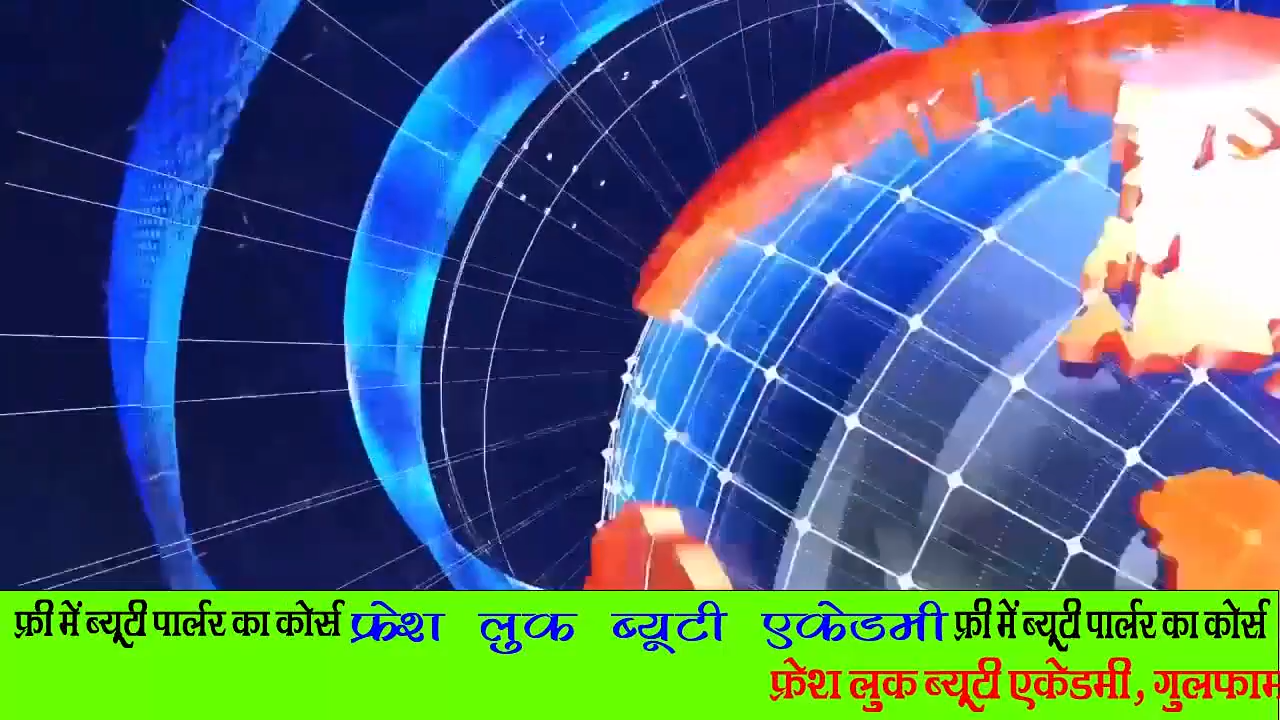 फ्री में ब्यूटी पार्लर का कोर्स फ्रेश लुक ब्यूटी एकेडमी फ्री में ब्यूटी पार्लर का कोर्स
फ्रेश लुक ब्यूटी एकेडमी, गुलफाम